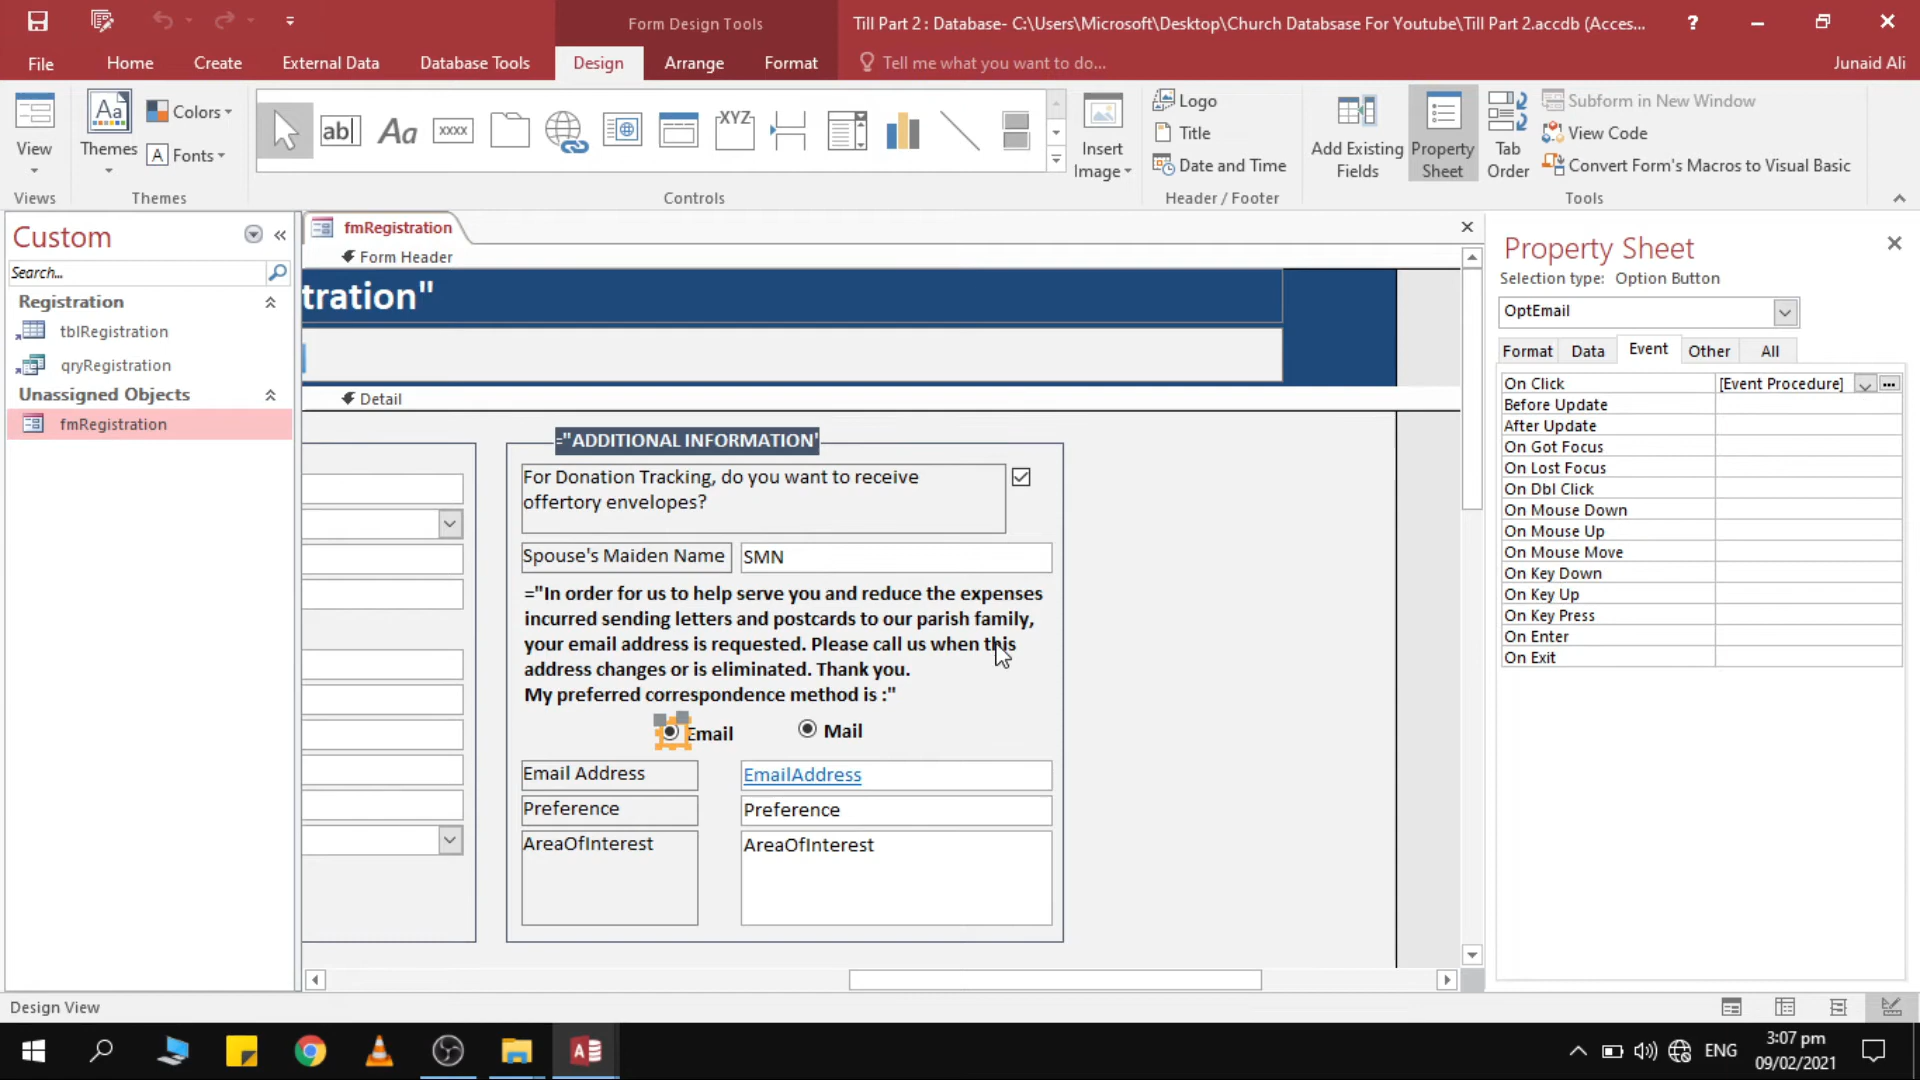 Form Design Tools
Till Part 2 : Database- C:\Users\Microsoft\Desktop\Church Databsase For Youtube\Till Part 2.accdb (Acces...
?
File
Home
Create
External Data
Database Tools
Design
Arrange
Format
Tell me what you want to do...
Junaid Ali
View
Views
Aa
Themes
Colors
A Fonts
Themes
ab|
Aa
xxxx
XYZ
Controls
Insert
Image
Logo
Title
Date and Time
Header / Footer
Add Existing
Fields
Property
Sheet
Tab
Order
Subform in New Window
View Code
Convert Form's Macros to Visual Basic
Tools
Custom
Search...
Registration
tblRegistration
qryRegistration
Unassigned Objects
fmRegistration
fmRegistration
Form Header
tration"
Detail
="ADDITIONAL INFORMATION"
For Donation Tracking, do you want to receive
offertory envelopes?
Spouse's Maiden Name
SMN
="In order for us to help serve you and reduce the expenses
incurred sending letters and postcards to our parish family,
your email address is requested. Please call us when this
address changes or is eliminated. Thank you.
My preferred correspondence method is :"
Email
Mail
Email Address
EmailAddress
Preference
Preference
AreaOfInterest
AreaOfInterest
Property Sheet
Selection type: Option Button
OptEmail
Format
Data
Event
Other
All
On Click
[Event Procedure]
Before Update
After Update
On Got Focus
On Lost Focus
On Dbl Click
On Mouse Down
On Mouse Up
On Mouse Move
On Key Down
On Key Up
On Key Press
On Enter
On Exit
Design View
A
ENG
3:07 pm
09/02/2021